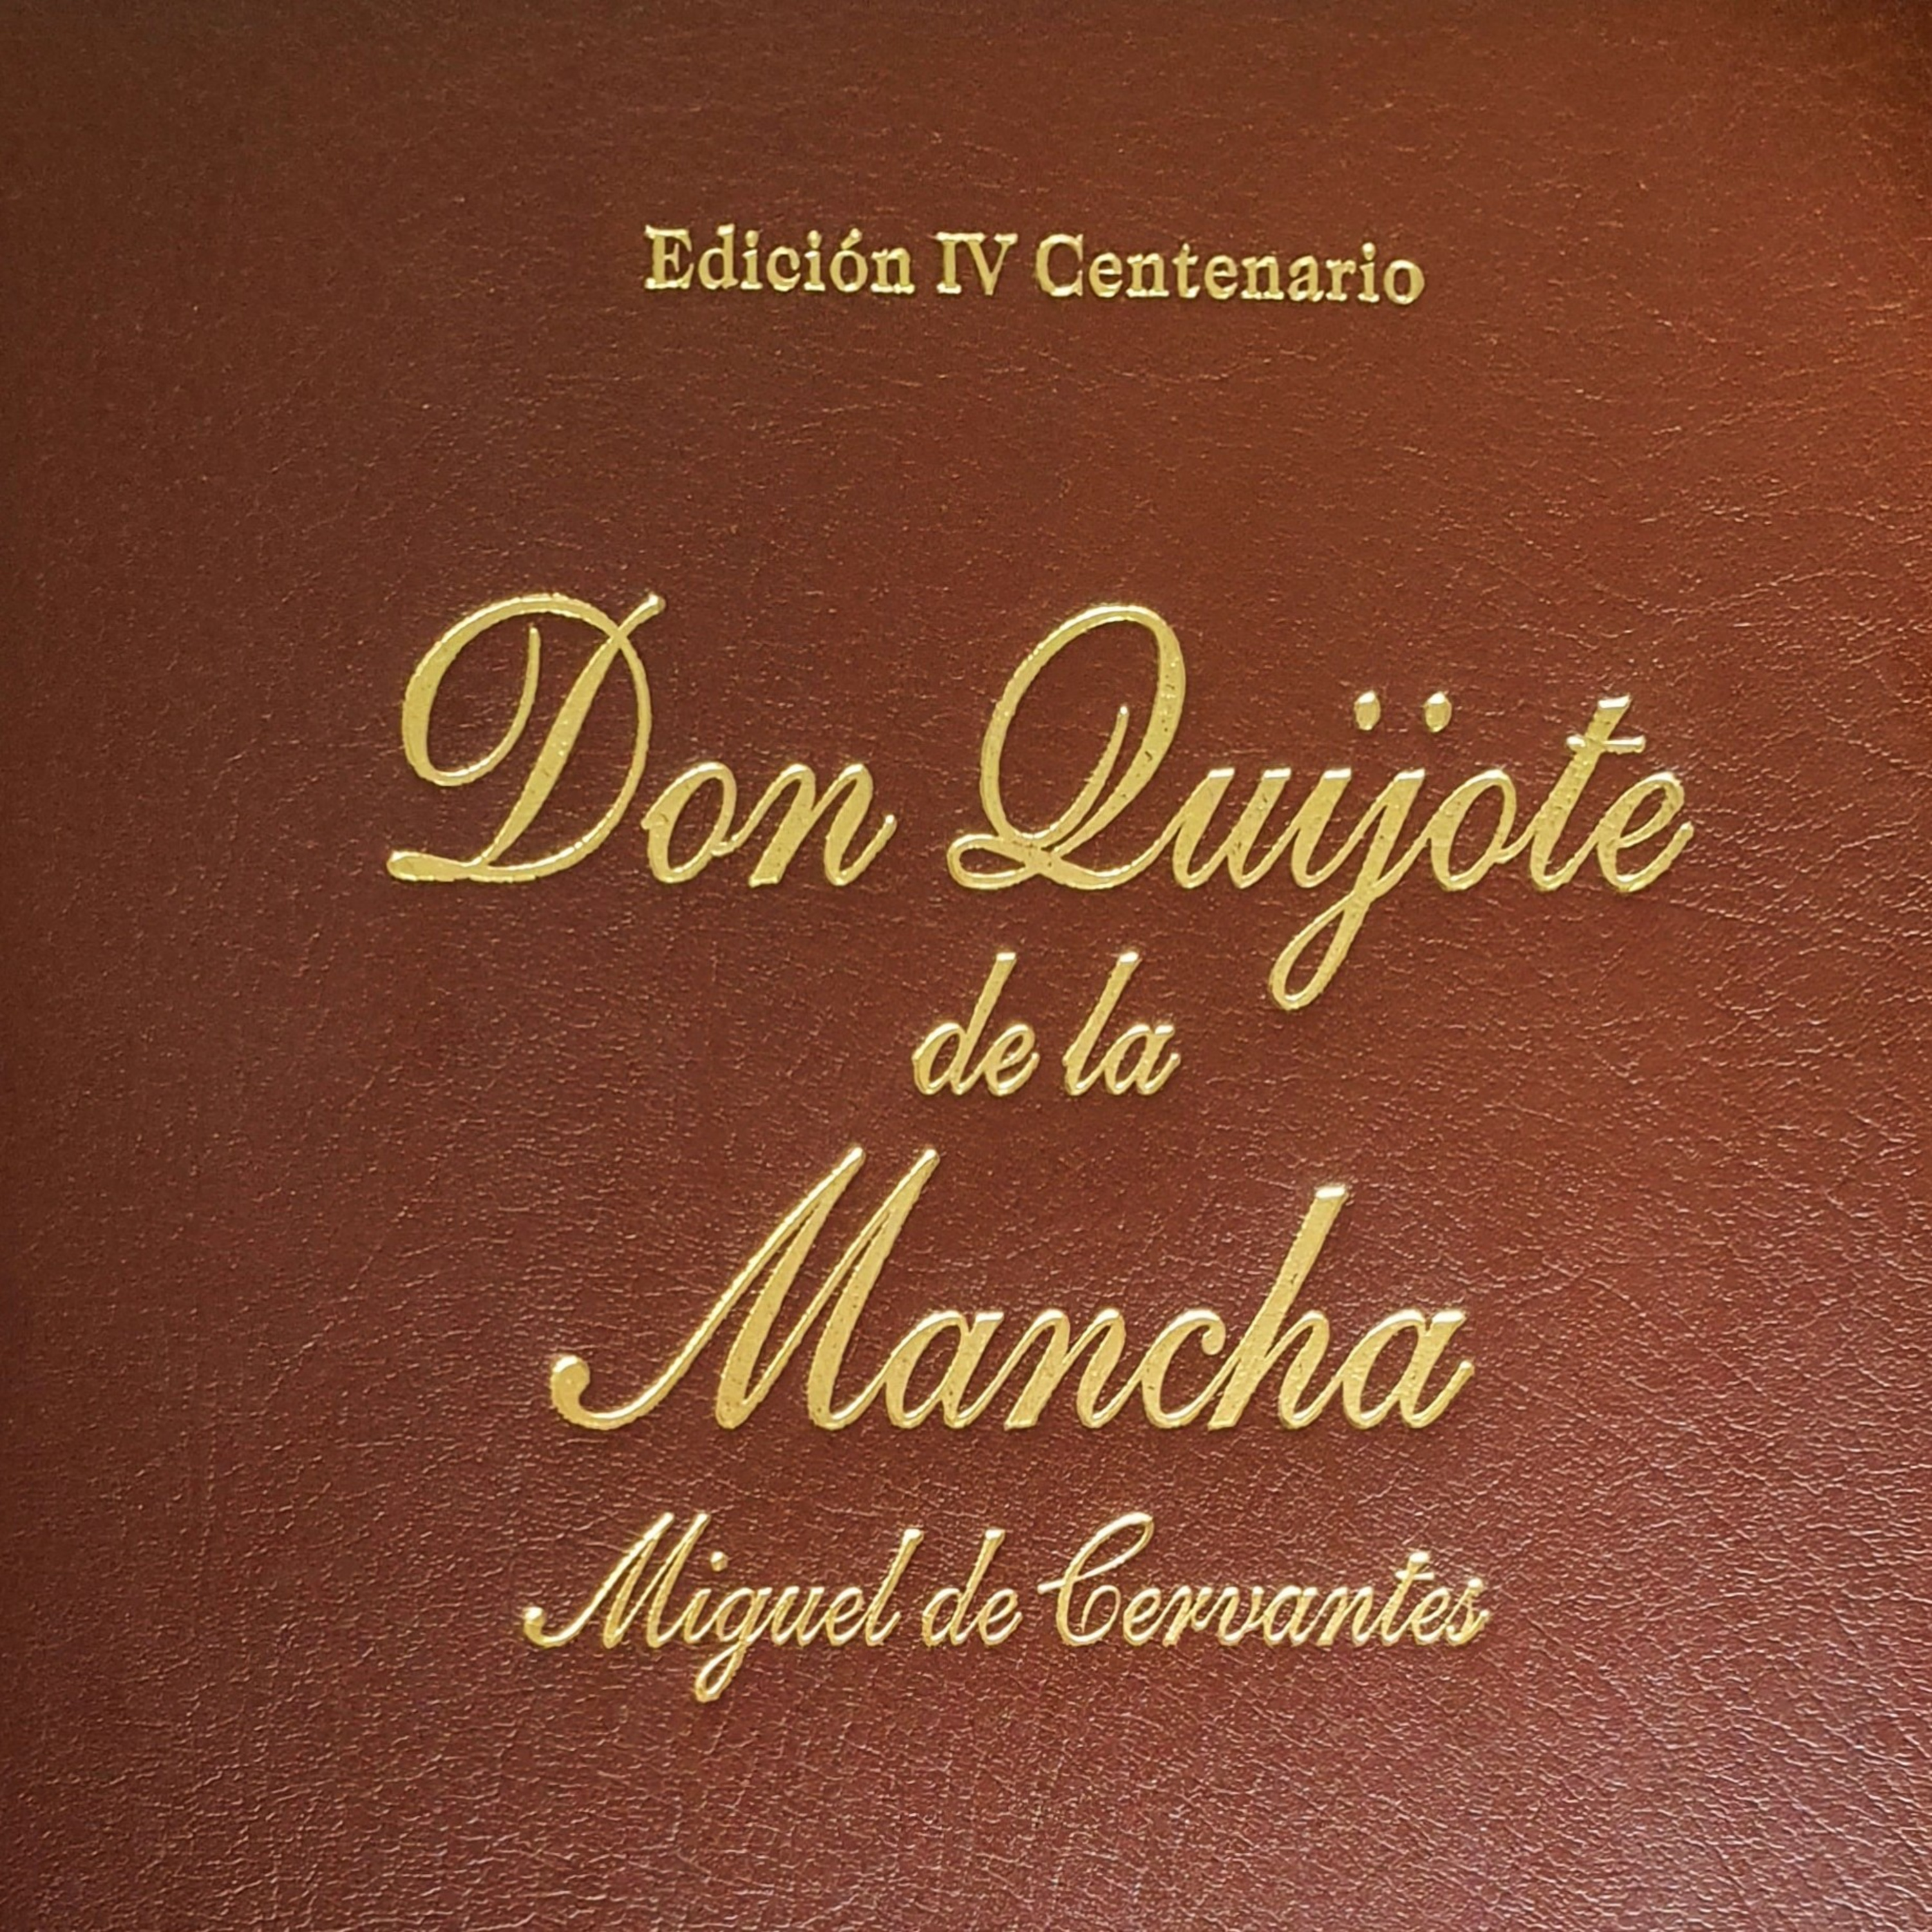 Edición IV Centenario
Don Quijote
de la
Mancha
Miguel de Cervantes